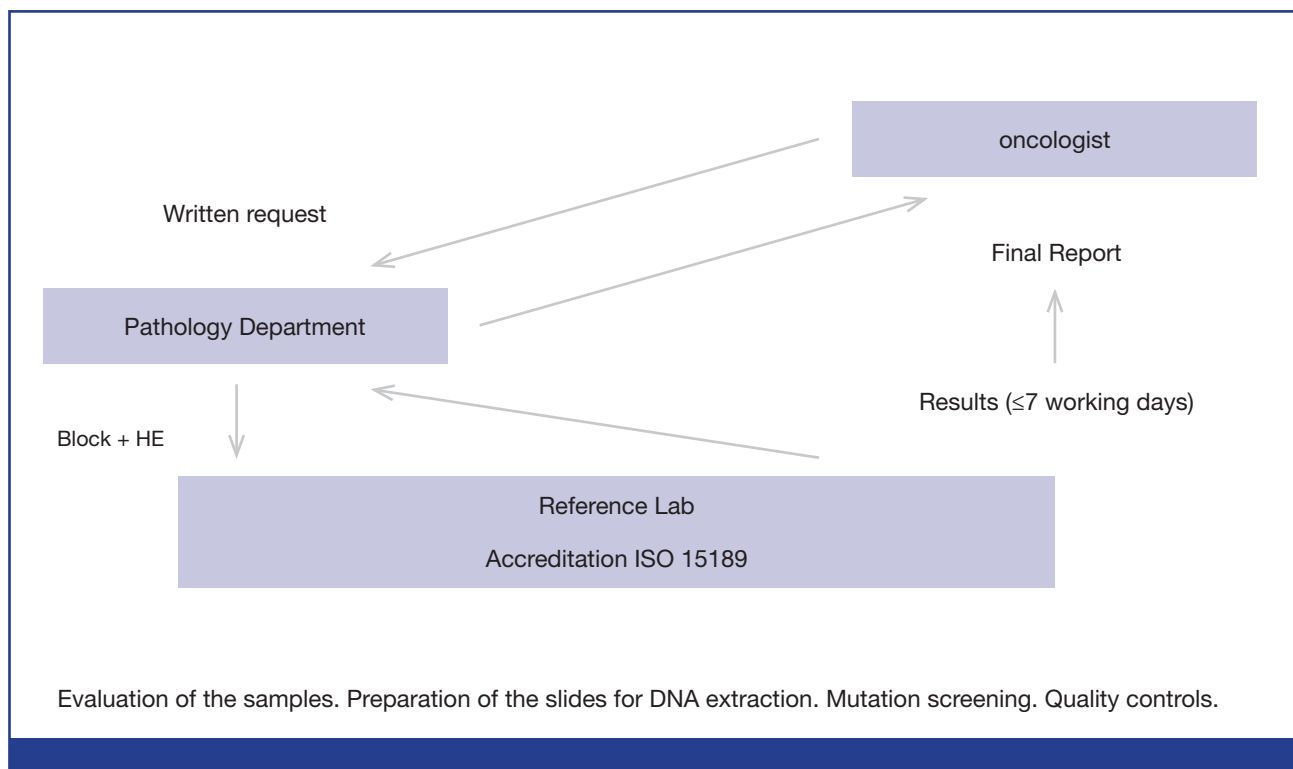 oncologist
Written request
Final Report
Pathology Department
Results (≤7 working days)
Block + HE
Reference Lab
Accreditation ISO 15189
Evaluation of the samples. Preparation of the slides for DNA extraction. Mutation screening. Quality controls.